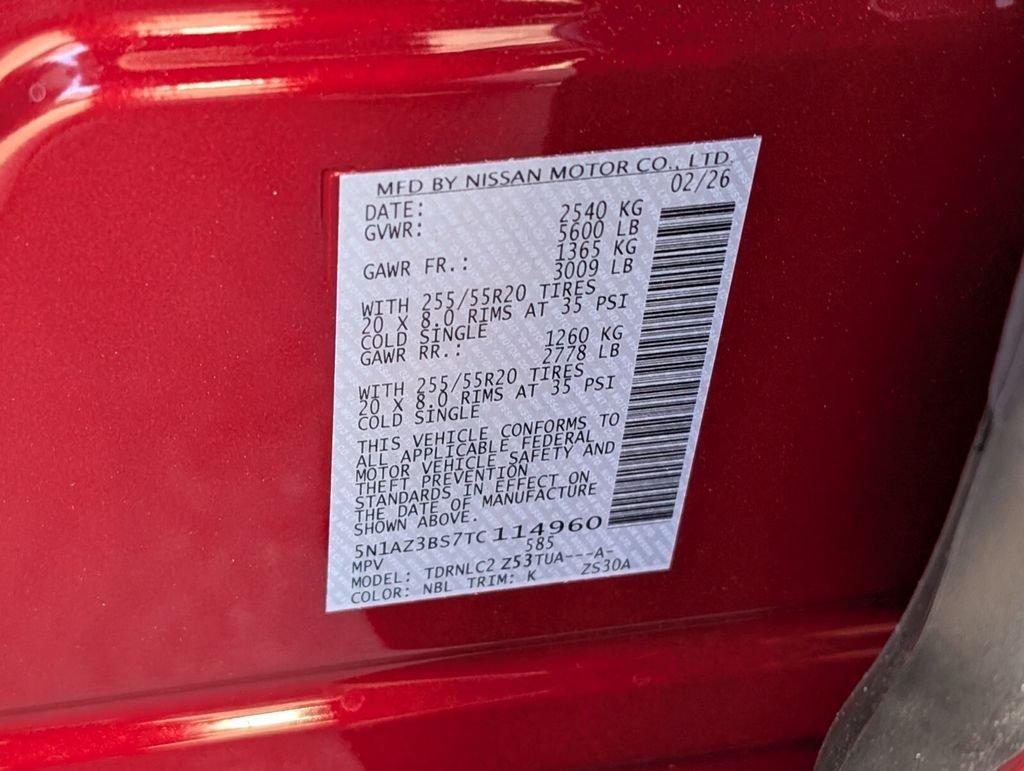 MFD BY NISSAN MOTOR CO., LTD.
DATE: 02/26
GVWR: 2540 KG
5600 LB
GAWR FR.: 1365 KG
3009 LB
WITH 255/55R20 TIRES
20 X 8.0 RIMS AT 35 PSI
COLD SINGLE
GAWR RR.: 1260 KG
2778 LB
WITH 255/55R20 TIRES
20 X 8.0 RIMS AT 35 PSI
COLD SINGLE
THIS VEHICLE CONFORMS TO
ALL APPLICABLE FEDERAL
MOTOR VEHICLE SAFETY AND
THEFT PREVENTION
STANDARDS IN EFFECT ON
THE DATE OF MANUFACTURE
SHOWN ABOVE.
5N1AZ3BS7TC114960
MPV 585
MODEL: TDRNLC2 Z53TUA---A-
COLOR: NBL TRIM: K ZS30A